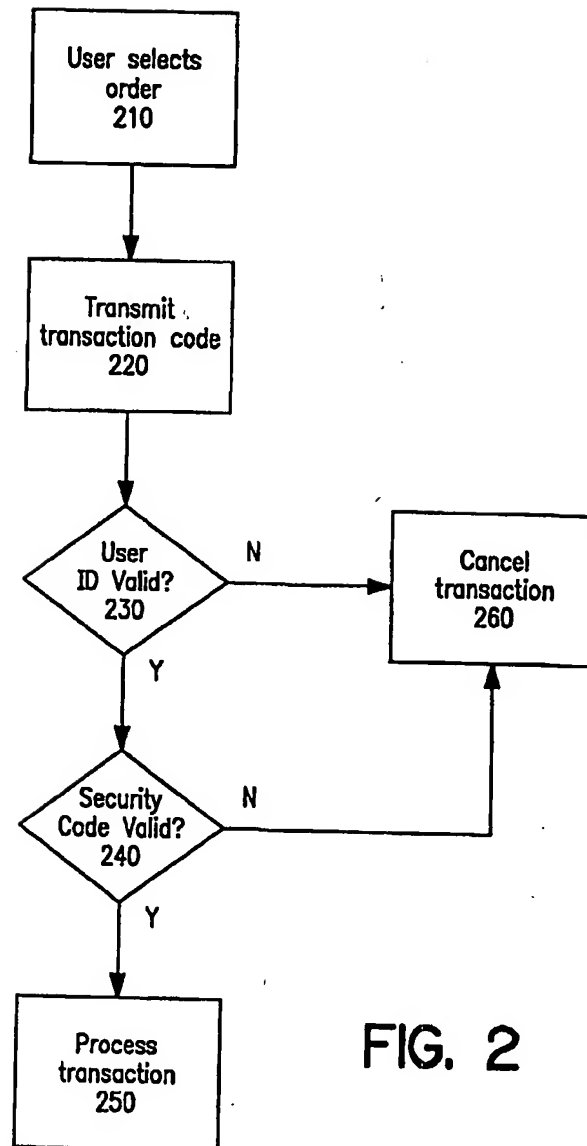 User selects
order
210
Transmit
transaction code
220
User
ID Valid?
230
N
Cancel
transaction
260
Y
Security
Code Valid?
240
N
Y
Process
transaction
250
FIG. 2